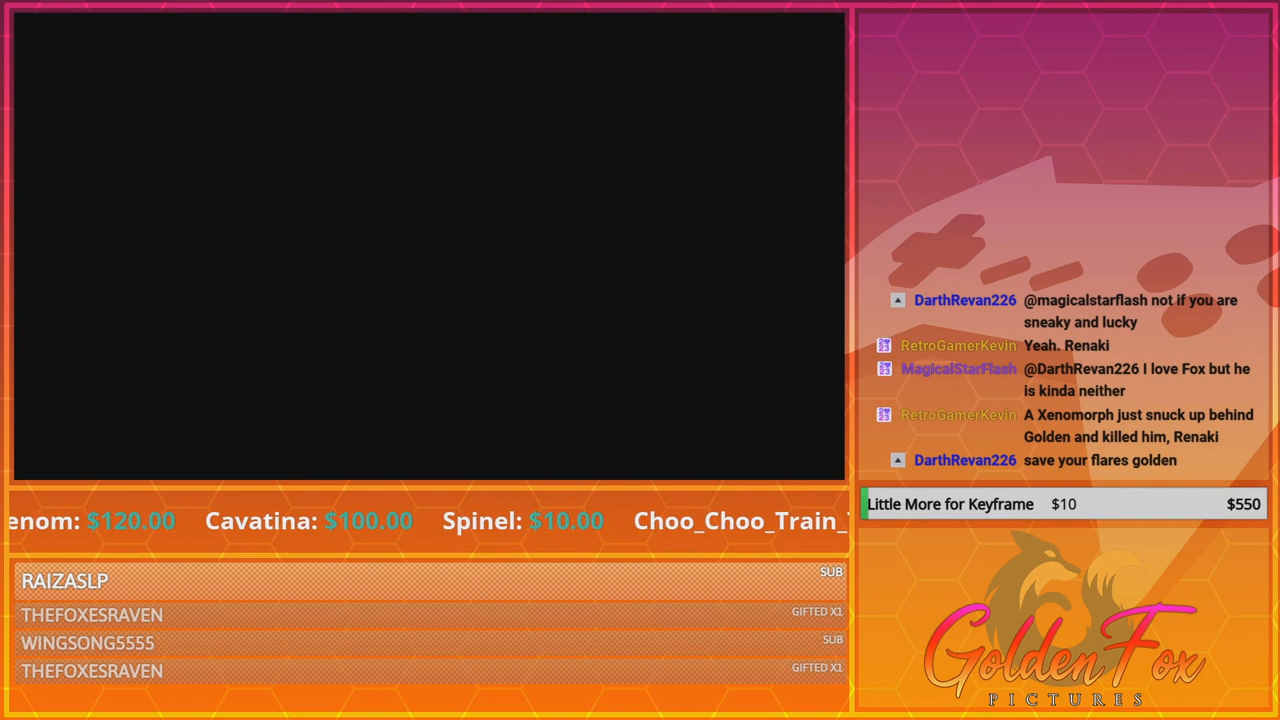 DarthRevan226 @magicalstarflash not if you are
sneaky and lucky
RetroGamerKevin Yeah. Renaki
MagicalStarFlash @DarthRevan226 I love Fox but he
is kinda neither
RetroGamerKevin A Xenomorph just snuck up behind
Golden and killed him, Renaki
DarthRevan226 save your flares golden
Little More for Keyframe $10 $550
enom: $120.00 Cavatina: $100.00 Spinel: $10.00 Choo_Choo_Train_
RAIZASLP SUB
THEFOXESRAVEN GIFTED X1
WINGSONG5555 SUB
THEFOXESRAVEN GIFTED X1
Golden Fox
PICTURES